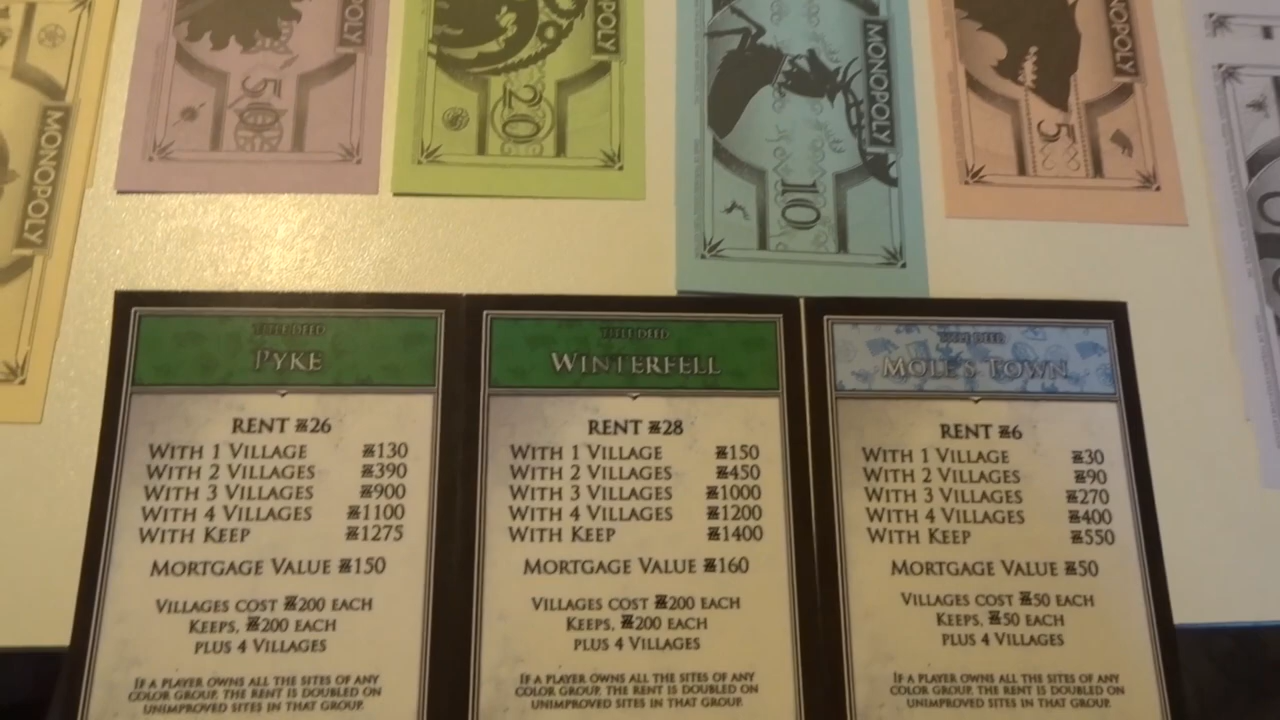 MONOPOLY
50
MONOPOLY
20
MONOPOLY
10
MONOPOLY
5
MONOPOLY
TITLE DEED
PYKE
RENT 26
WITH 1 VILLAGE 130
WITH 2 VILLAGES 390
WITH 3 VILLAGES 900
WITH 4 VILLAGES 1100
WITH KEEP 1275
MORTGAGE VALUE 150
VILLAGES COST 200 EACH
KEEPS, 200 EACH
PLUS 4 VILLAGES
IF A PLAYER OWNS ALL THE SITES OF ANY
COLOR GROUP, THE RENT IS DOUBLED ON
UNIMPROVED SITES IN THAT GROUP.
TITLE DEED
WINTERFELL
RENT 28
WITH 1 VILLAGE 150
WITH 2 VILLAGES 450
WITH 3 VILLAGES 1000
WITH 4 VILLAGES 1200
WITH KEEP 1400
MORTGAGE VALUE 160
VILLAGES COST 200 EACH
KEEPS, 200 EACH
PLUS 4 VILLAGES
IF A PLAYER OWNS ALL THE SITES OF ANY
COLOR GROUP, THE RENT IS DOUBLED ON
UNIMPROVED SITES IN THAT GROUP.
TITLE DEED
MOLE'S TOWN
RENT 6
WITH 1 VILLAGE 30
WITH 2 VILLAGES 90
WITH 3 VILLAGES 270
WITH 4 VILLAGES 400
WITH KEEP 550
MORTGAGE VALUE 50
VILLAGES COST 50 EACH
KEEPS, 50 EACH
PLUS 4 VILLAGES
IF A PLAYER OWNS ALL THE SITES OF ANY
COLOR GROUP, THE RENT IS DOUBLED ON
UNIMPROVED SITES IN THAT GROUP.